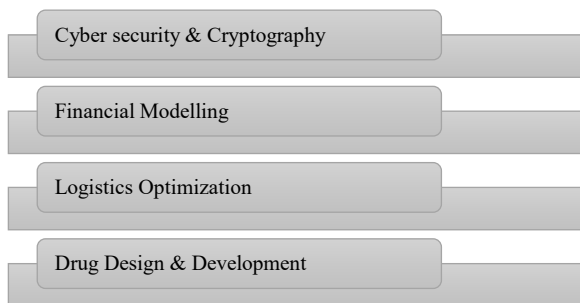 Cyber security & Cryptography
Financial Modelling
Logistics Optimization
Drug Design & Development